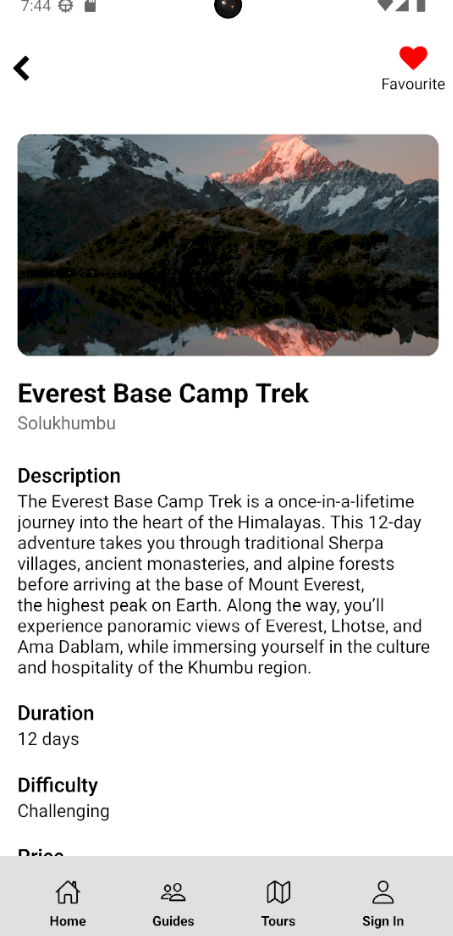 7:44
Favourite
Everest Base Camp Trek
Solukhumbu
Description
The Everest Base Camp Trek is a once-in-a-lifetime
journey into the heart of the Himalayas. This 12-day
adventure takes you through traditional Sherpa
villages, ancient monasteries, and alpine forests
before arriving at the base of Mount Everest,
the highest peak on Earth. Along the way, you’ll
experience panoramic views of Everest, Lhotse, and
Ama Dablam, while immersing yourself in the culture
and hospitality of the Khumbu region.
Duration
12 days
Difficulty
Challenging
Price
Home
Guides
Tours
Sign In